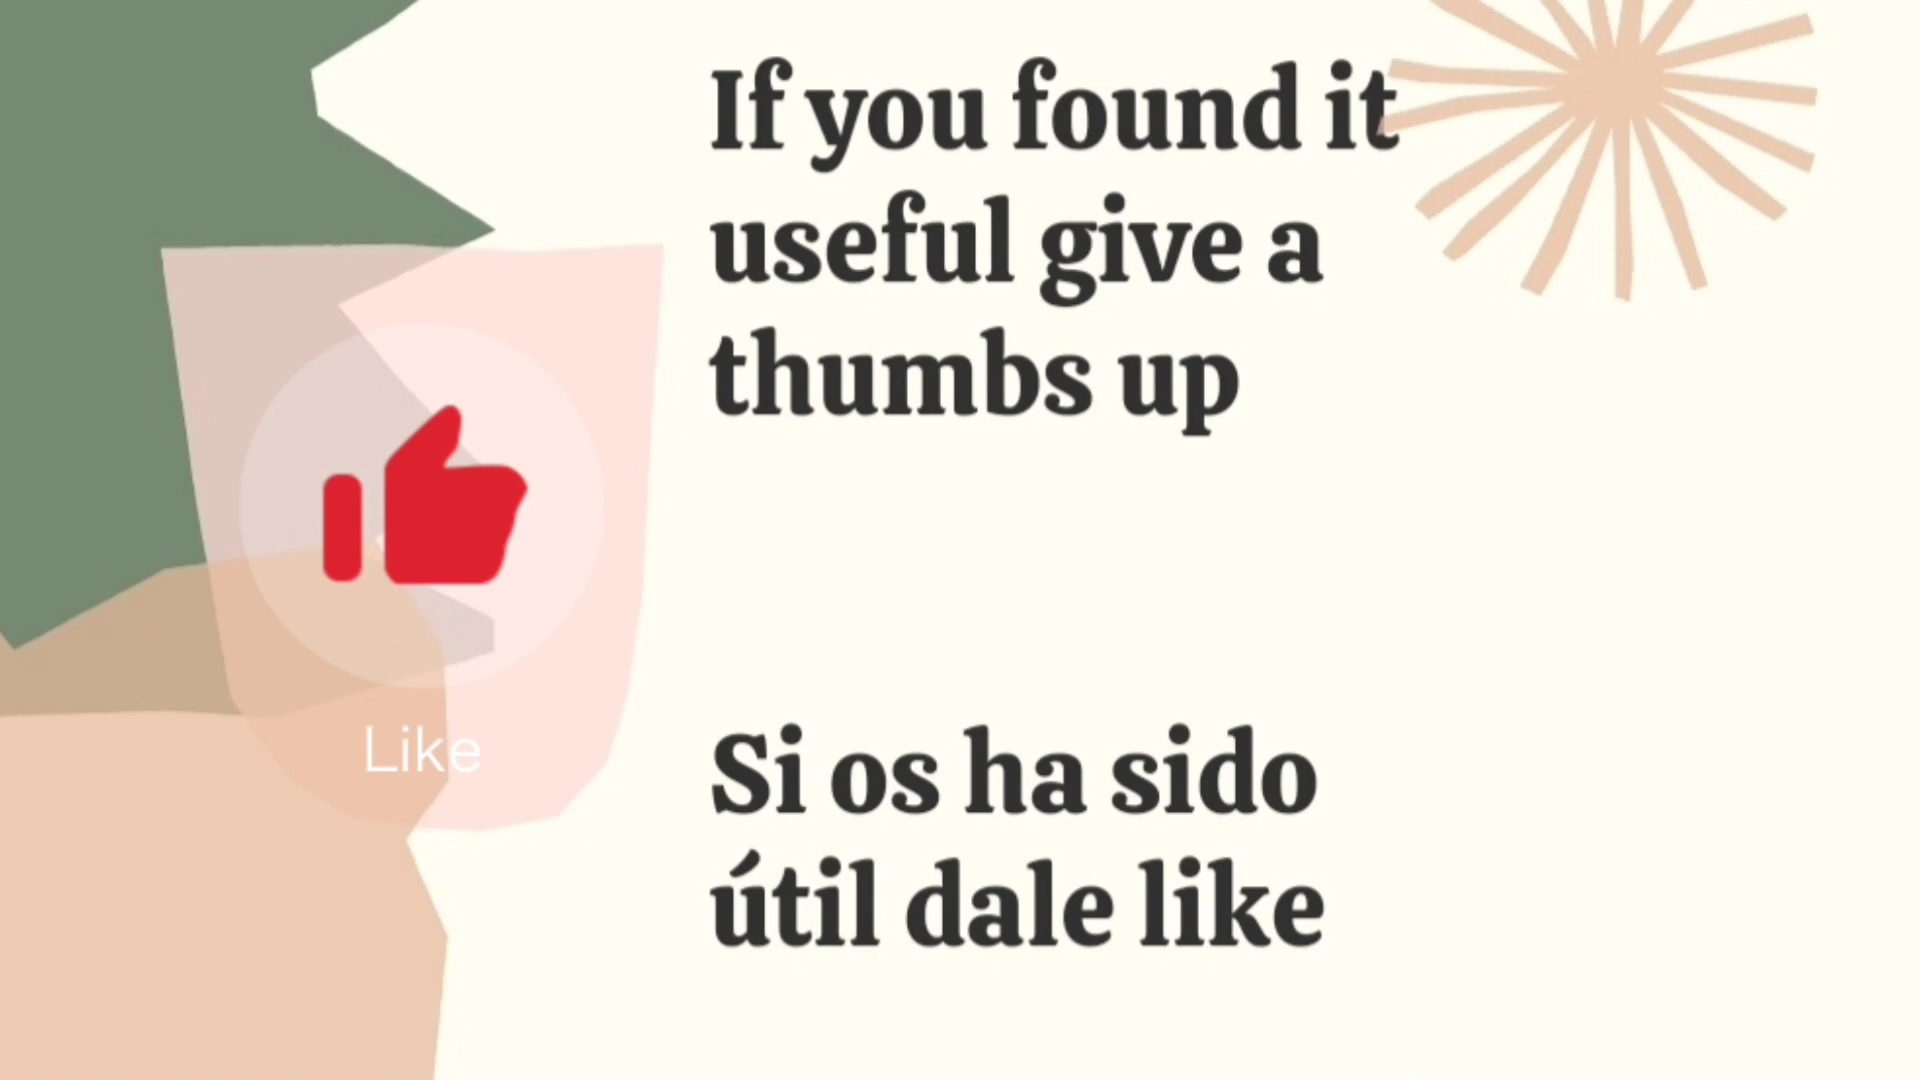 If you found it
useful give a
thumbs up
Like
Si os ha sido
útil dale like